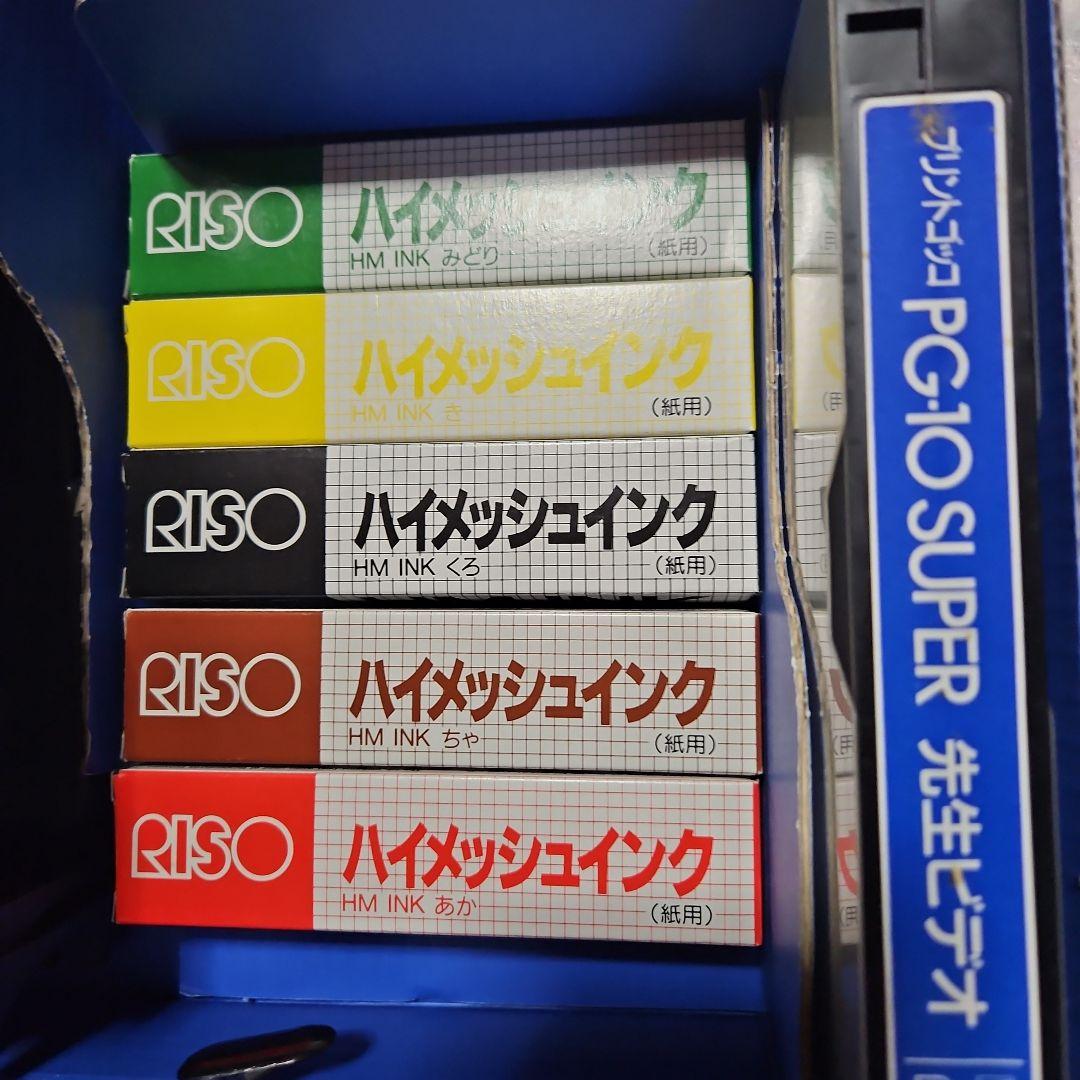 RISO
ハイメッシュインク
HM INK みどり
(紙用)
RISO
ハイメッシュインク
HM INK き
(紙用)
RISO
ハイメッシュインク
HM INK くろ
(紙用)
RISO
ハイメッシュインク
HM INK ちゃ
(紙用)
RISO
ハイメッシュインク
HM INK あか
(紙用)
プリントゴッコ PG-10 SUPER 先生ビデオ